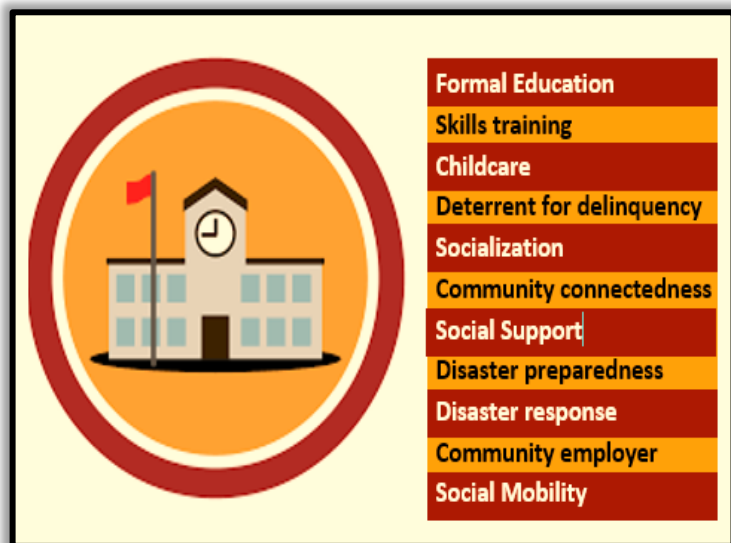 Formal Education
Skills training
Childcare
Deterrent for delinquency
Socialization
Community connectedness
Social Support
Disaster preparedness
Disaster response
Community employer
Social Mobility